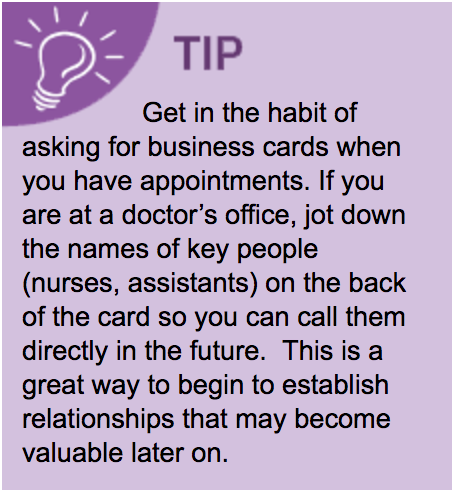 TIP
Get in the habit of
asking for business cards when
you have appointments. If you
are at a doctor’s office, jot down
the names of key people
(nurses, assistants) on the back
of the card so you can call them
directly in the future.  This is a
great way to begin to establish
relationships that may become
valuable later on.